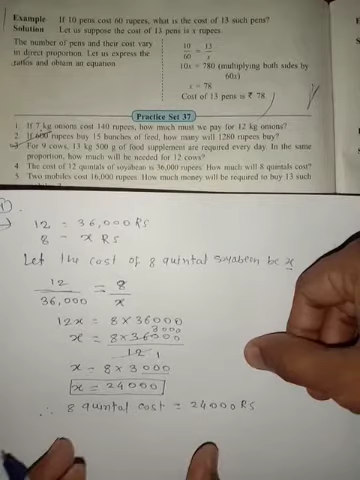 Example If 10 pens cost 60 rupees, what is the cost of 13 such pens?
Solution Let us suppose the cost of 13 pens is x rupees.
The number of pens and their cost vary
in direct proportion. Let us express the
ratios and obtain an equation
10/60 = 13/x
10x = 780 (multiplying both sides by
60x)
x = 78
Cost of 13 pens is ₹ 78
Practice Set 37
1. If 7 kg onions cost 140 rupees, how much must we pay for 12 kg onions?
2. If 600 rupees buy 15 bunches of feed, how many will 1280 rupees buy?
3. For 9 cows, 13 kg 500 g of food supplement are required every day. In the same
proportion, how much will be needed for 12 cows?
4. The cost of 12 quintals of soyabean is 36,000 rupees. How much will 8 quintals cost?
5. Two mobiles cost 16,000 rupees. How much money will be required to buy 13 such
12 = 36,000 RS
8 - x RS
Let the cost of 8 quintal soyabem be x
12/36,000 = 8/x
12x = 8 × 36000
3000
x = 8 × 36000
12 1
x = 8 × 3000
x = 24000
∴ 8 quintal cost = 24000 RS